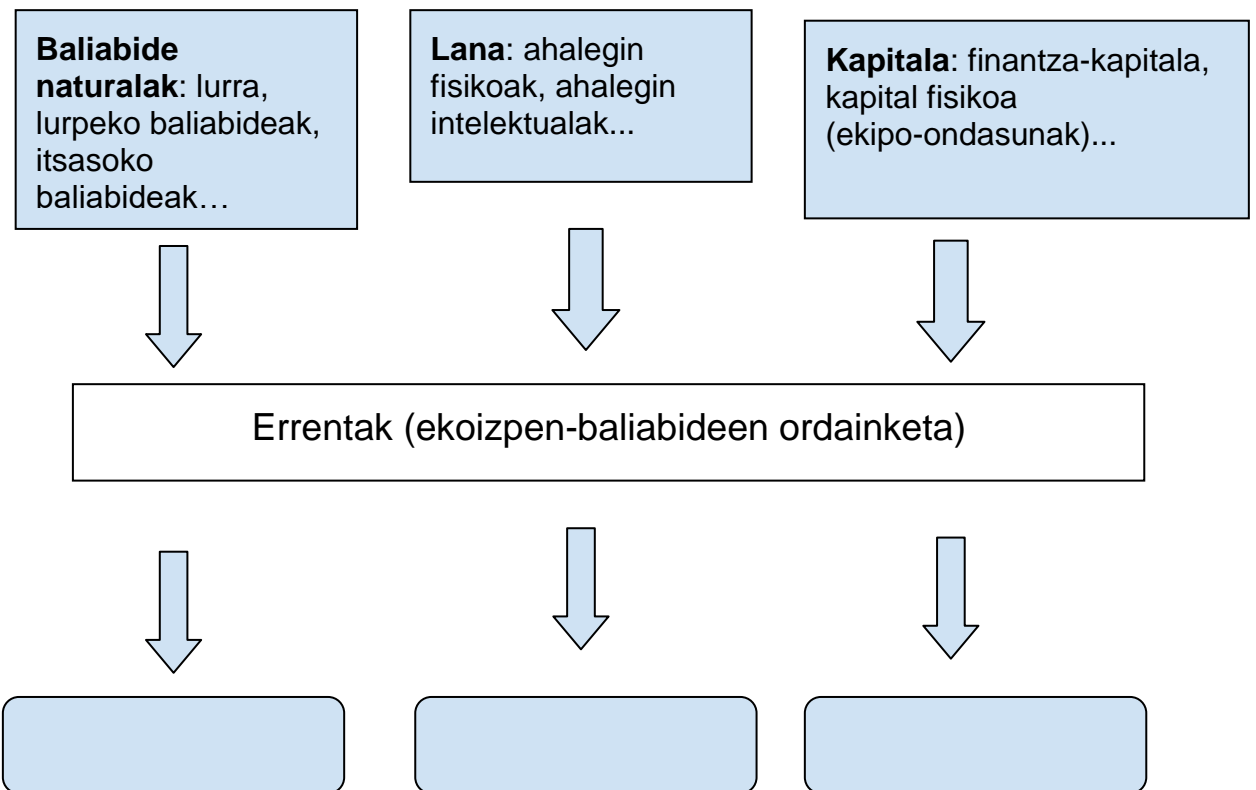 Baliabide
naturalak: lurra,
lurpeko baliabideak,
itsasoko
baliabideak…
Lana: ahalegin
fisikoak, ahalegin
intelektualak...
Kapitala: finantza-kapitala,
kapital fisikoa
(ekipo-ondasunak)...
Errentak (ekoizpen-baliabideen ordainketa)